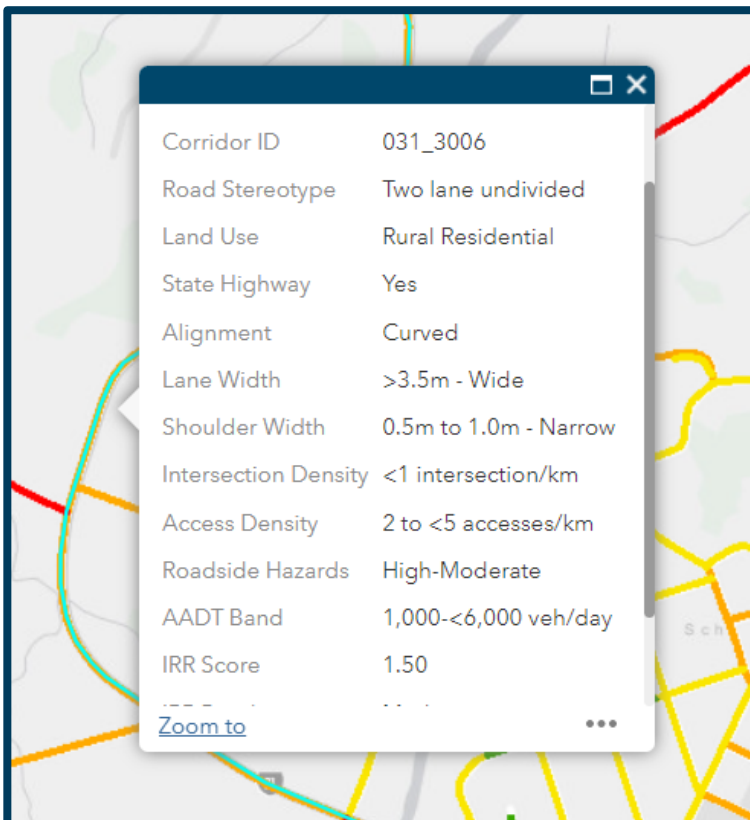 Corridor ID 031_3006
Road Stereotype Two lane undivided
Land Use Rural Residential
State Highway Yes
Alignment Curved
Lane Width >3.5m - Wide
Shoulder Width 0.5m to 1.0m - Narrow
Intersection Density <1 intersection/km
Access Density 2 to <5 accesses/km
Roadside Hazards High-Moderate
AADT Band 1,000-<6,000 veh/day
IRR Score 1.50
Zoom to
Sch